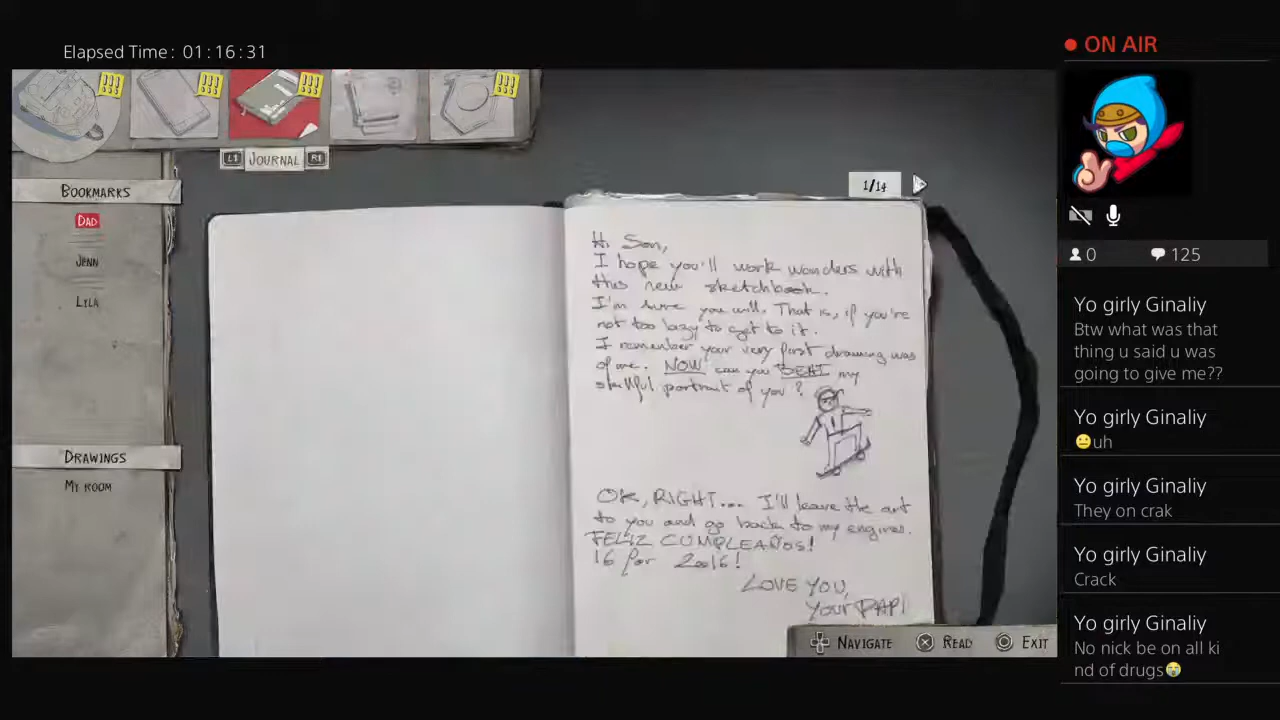 Elapsed Time: 01:16:31
ON AIR
L1 JOURNAL R1
BOOKMARKS
DAD
JENN
LYLA
DRAWINGS
MY ROOM
1/14
Hi Son,
I hope you'll work wonders with
this new sketchbook.
I'm sure you will. That is, if you're
not too lazy to get to it.
I remember your very first drawing was
of me. NOW can you BEAT my
skillful portrait of you?
OK, RIGHT... I'll leave the art
to you and go back to my engines.
FELIZ CUMPLEAÑOS!
16 for 2016!
LOVE YOU,
your PAPI
NAVIGATE
READ
EXIT
0
125
Yo girly Ginaliy
Btw what was that
thing u said u was
going to give me??
Yo girly Ginaliy
😐uh
Yo girly Ginaliy
They on crak
Yo girly Ginaliy
Crack
Yo girly Ginaliy
No nick be on all ki
nd of drugs😭